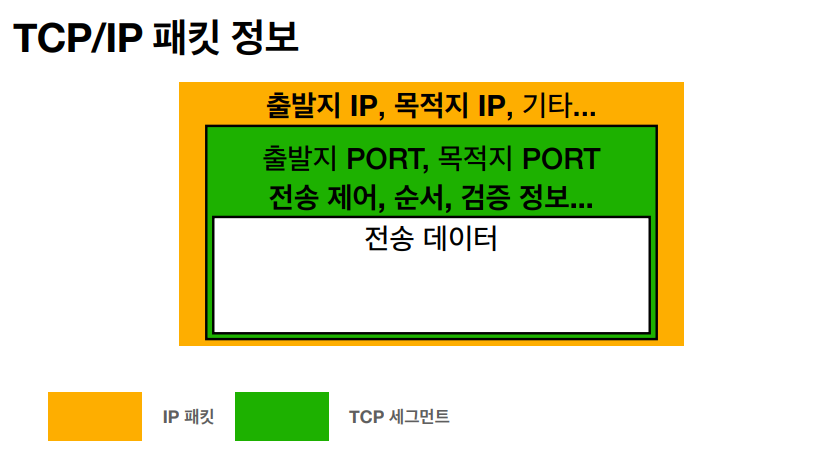 TCP/IP 패킷 정보
출발지 IP, 목적지 IP, 기타...
출발지 PORT, 목적지 PORT
전송 제어, 순서, 검증 정보...
전송 데이터
IP 패킷
TCP 세그먼트